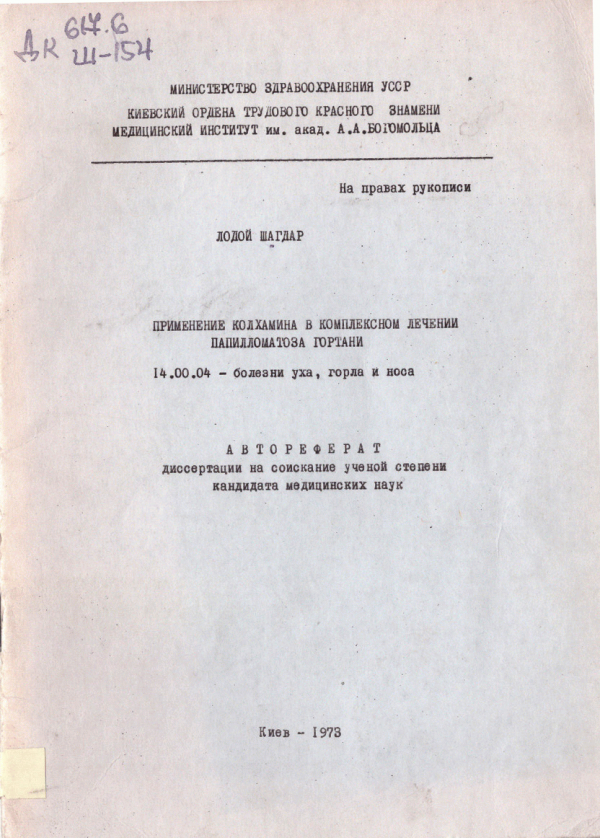 ДК 617.6
Ш-154
МИНИСТЕРСТВО ЗДРАВООХРАНЕНИЯ УССР
КИЕВСКИЙ ОРДЕНА ТРУДОВОГО КРАСНОГО ЗНАМЕНИ
МЕДИЦИНСКИЙ ИНСТИТУТ им. акад. А.А.БОГОМОЛЬЦА
На правах рукописи
ЛОДОЙ ШАГДАР
ПРИМЕНЕНИЕ КОЛХАМИНА В КОМПЛЕКСНОМ ЛЕЧЕНИИ
ПАПИЛЛОМАТОЗА ГОРТАНИ
14.00.04 - болезни уха, горла и носа
А В Т О Р Е Ф Е Р А Т
диссертации на соискание ученой степени
кандидата медицинских наук
Киев - 1973